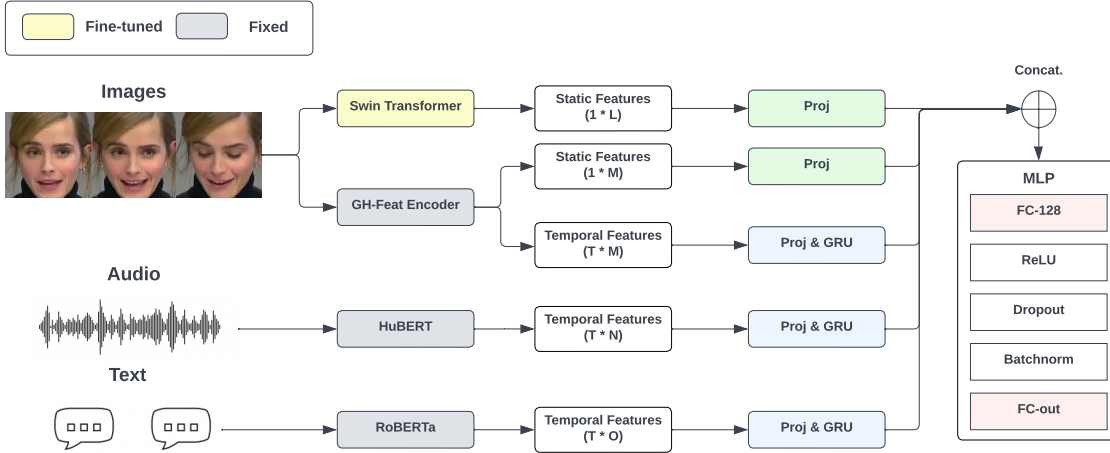 Fine-tuned
Fixed
Images
Audio
Text
Swin Transformer
GH-Feat Encoder
HuBERT
RoBERTa
Static Features
(1 * L)
Static Features
(1 * M)
Temporal Features
(T * M)
Temporal Features
(T * N)
Temporal Features
(T * O)
Proj
Proj
Proj & GRU
Proj & GRU
Proj & GRU
Concat.
MLP
FC-128
ReLU
Dropout
Batchnorm
FC-out